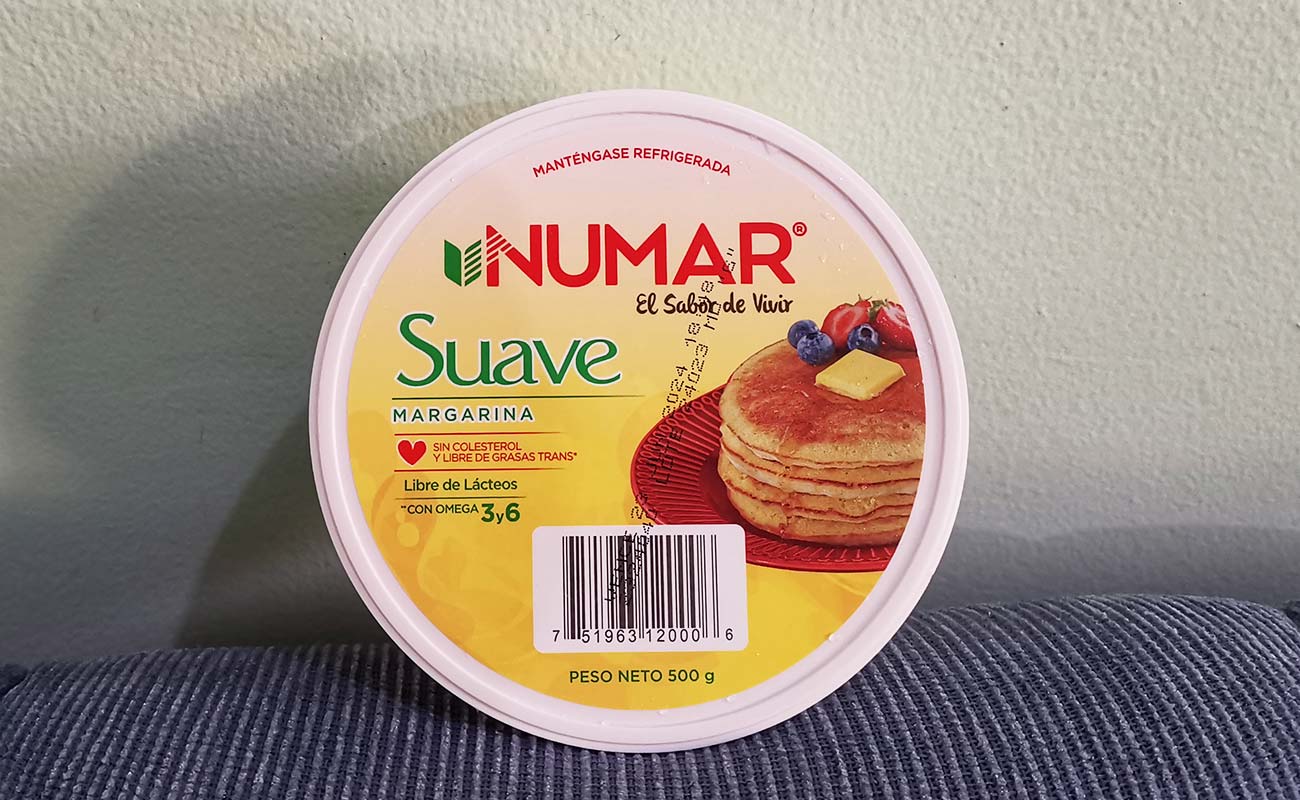 MANTÉNGASE REFRIGERADA
NUMAR®
El Sabor de Vivir
Suave
MARGARINA
SIN COLESTEROL
Y LIBRE DE GRASAS TRANS*
Libre de Lácteos
**CON OMEGA 3y6
7 51963 12000 6
PESO NETO 500 g